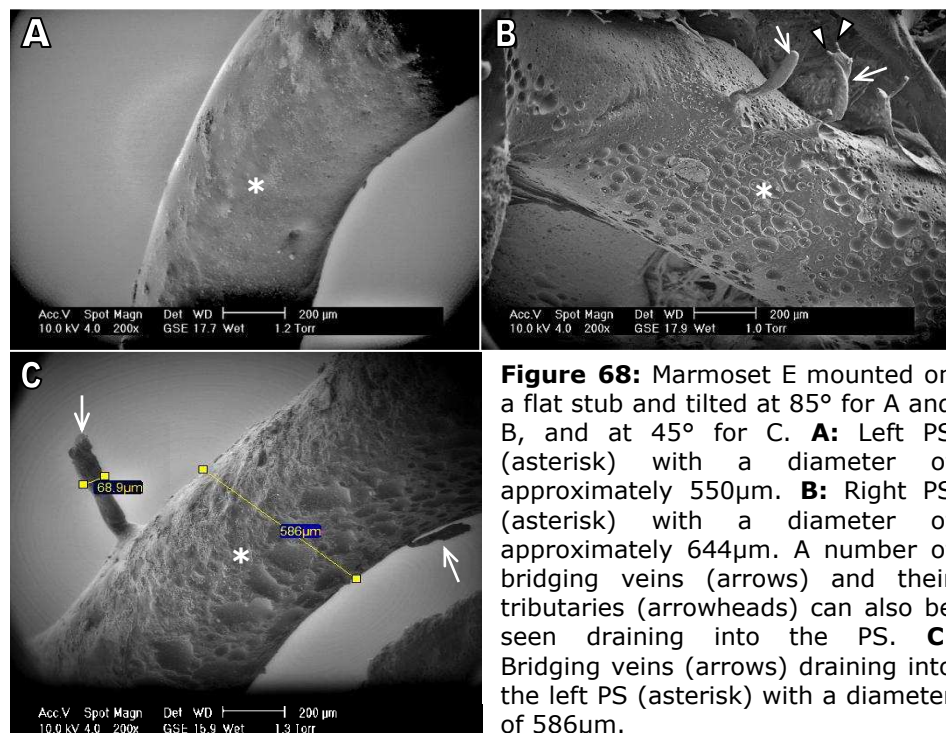 A
Acc.V Spot Magn Det WD 200 µm
10.0 kV 4.0 200x GSE 17.7 Wet 1.2 Torr
B
Acc.V Spot Magn Det WD 200 µm
10.0 kV 4.0 200x GSE 17.9 Wet 1.0 Torr
C
68.9µm
586µm
Acc.V Spot Magn Det WD 200 µm
10.0 kV 4.0 200x GSE 15.9 Wet 1.3 Torr
Figure 68: Marmoset E mounted on
a flat stub and tilted at 85° for A and
B, and at 45° for C. A: Left PS
(asterisk) with a diameter of
approximately 550µm. B: Right PS
(asterisk) with a diameter of
approximately 644µm. A number of
bridging veins (arrows) and their
tributaries (arrowheads) can also be
seen draining into the PS. C:
Bridging veins (arrows) draining into
the left PS (asterisk) with a diameter
of 586µm.